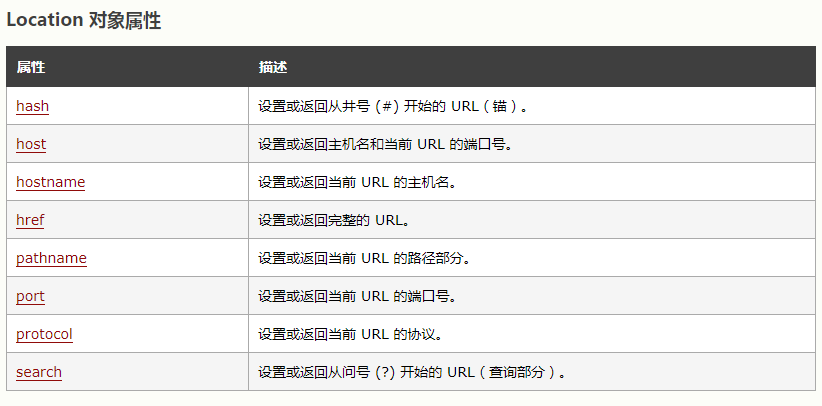 Location 对象属性
属性 描述
hash 设置或返回从井号 (#) 开始的 URL（锚）。
host 设置或返回主机名和当前 URL 的端口号。
hostname 设置或返回当前 URL 的主机名。
href 设置或返回完整的 URL。
pathname 设置或返回当前 URL 的路径部分。
port 设置或返回当前 URL 的端口号。
protocol 设置或返回当前 URL 的协议。
search 设置或返回从问号 (?) 开始的 URL（查询部分）。